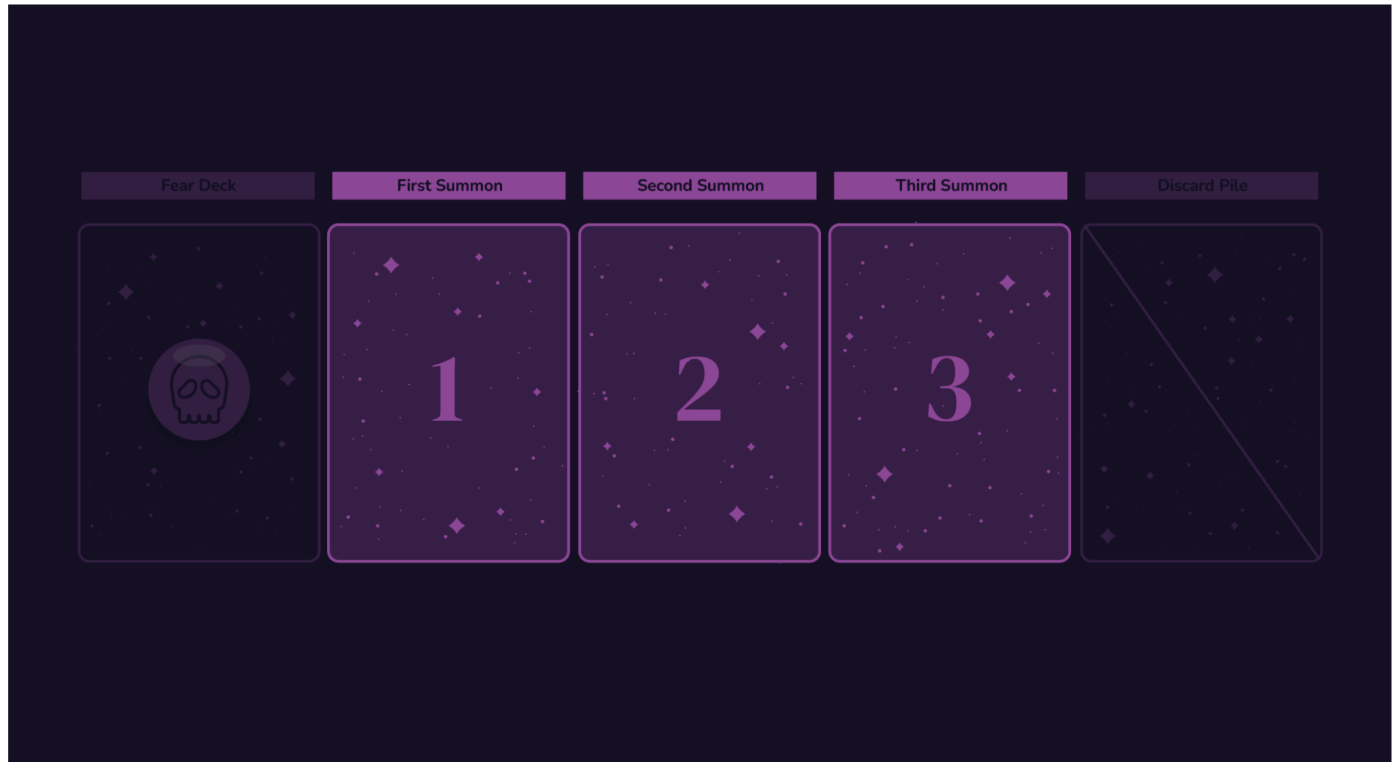 Fear Deck
First Summon
Second Summon
Third Summon
Discard Pile
1
2
3